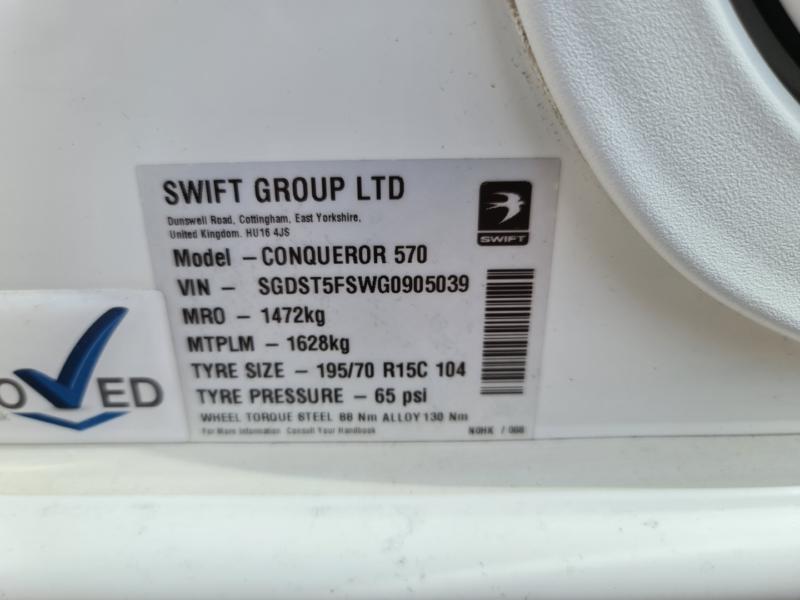 SWIFT GROUP LTD
Dunswell Road, Cottingham, East Yorkshire,
United Kingdom. HU16 4JS
SWIFT
Model – CONQUEROR 570
VIN – SGDST5FSWG0905039
MRO – 1472kg
MTPLM – 1628kg
TYRE SIZE – 195/70 R15C 104
TYRE PRESSURE – 65 psi
WHEEL TORQUE STEEL 88 Nm ALLOY 130 Nm
For More Information Consult Your Handbook
OVED